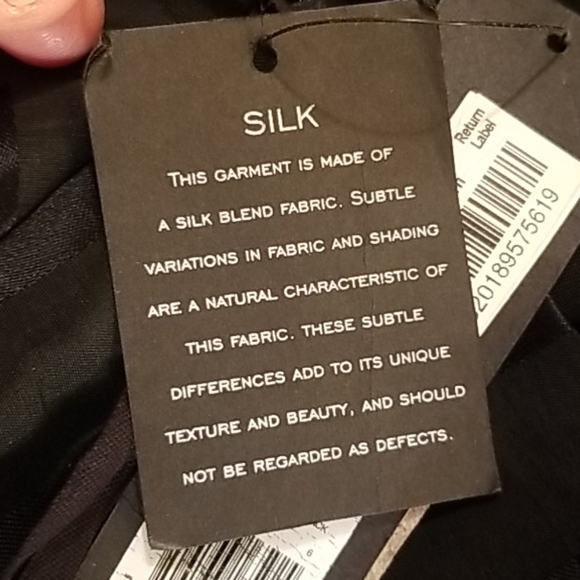 SILK
THIS GARMENT IS MADE OF
A SILK BLEND FABRIC. SUBTLE
VARIATIONS IN FABRIC AND SHADING
ARE A NATURAL CHARACTERISTIC OF
THIS FABRIC. THESE SUBTLE
DIFFERENCES ADD TO ITS UNIQUE
TEXTURE AND BEAUTY, AND SHOULD
NOT BE REGARDED AS DEFECTS.
Return
Label
20189575619
6